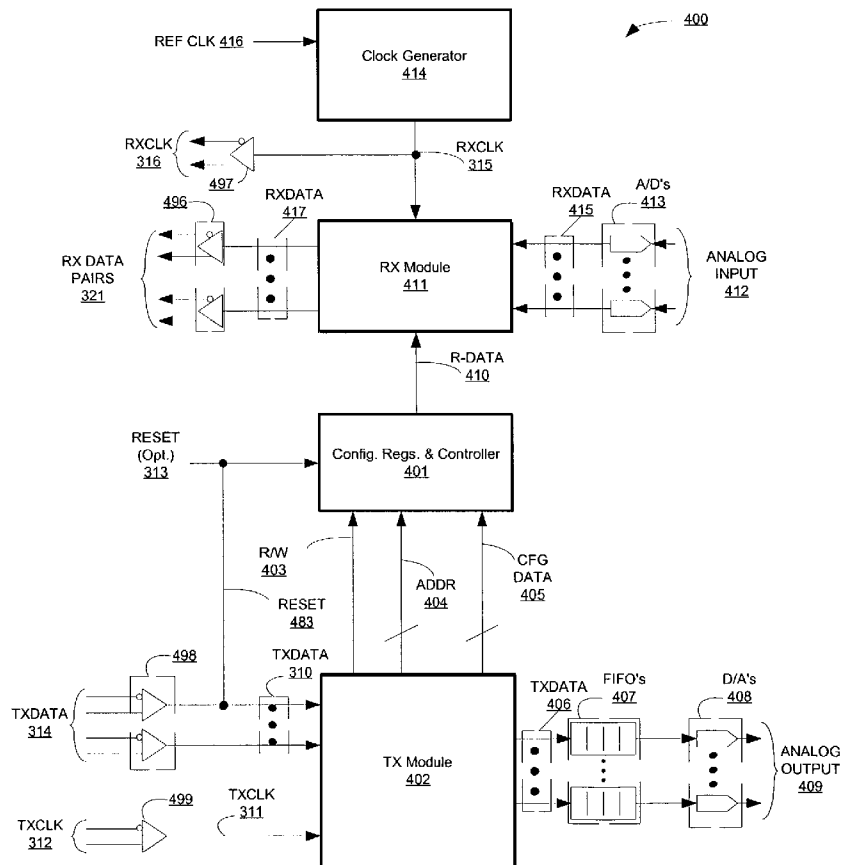 400
REF CLK 416
Clock Generator
414
RXCLK
316
497
RXCLK
315
496
RXDATA
417
RXDATA
415
A/D's
413
RX DATA
PAIRS
321
RX Module
411
ANALOG
INPUT
412
R-DATA
410
RESET
(Opt.)
313
Config. Regs. & Controller
401
R/W
403
ADDR
404
CFG
DATA
405
RESET
483
498
TXDATA
310
TXDATA
314
TXDATA
406
FIFO's
407
D/A's
408
TX Module
402
ANALOG
OUTPUT
409
499
TXCLK
311
TXCLK
312